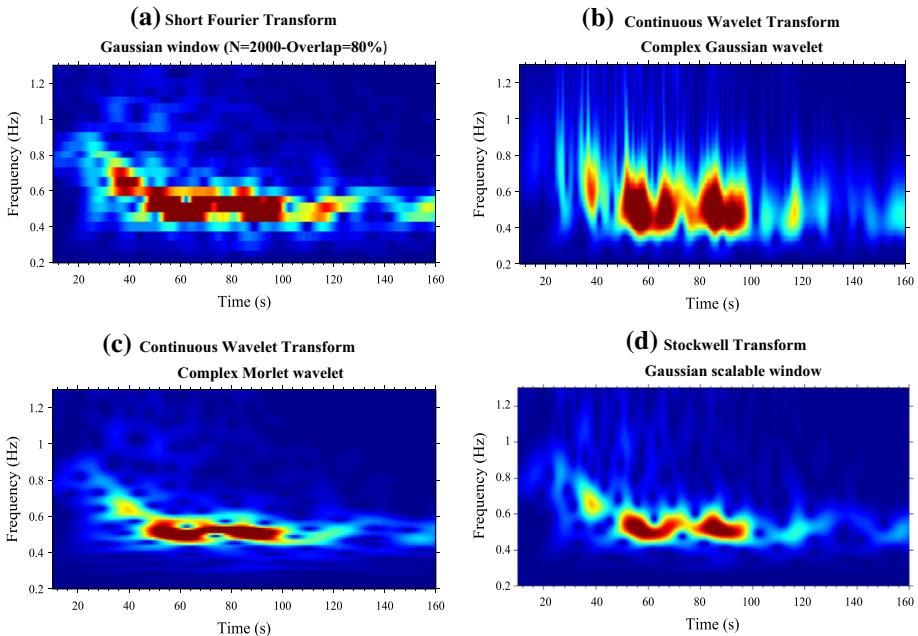 (a) Short Fourier Transform
Gaussian window (N=2000-Overlap=80%)
1.2
1
0.8
0.6
0.4
0.2
Frequency (Hz)
20 40 60 80 100 120 140 160
Time (s)
(b) Continuous Wavelet Transform
Complex Gaussian wavelet
1.2
1
0.8
0.6
0.4
0.2
Frequency (Hz)
20 40 60 80 100 120 140 160
Time (s)
(c) Continuous Wavelet Transform
Complex Morlet wavelet
1.2
1
0.8
0.6
0.4
0.2
Frequency (Hz)
20 40 60 80 100 120 140 160
Time (s)
(d) Stockwell Transform
Gaussian scalable window
1.2
1
0.8
0.6
0.4
0.2
Frequency (Hz)
20 40 60 80 100 120 140 160
Time (s)